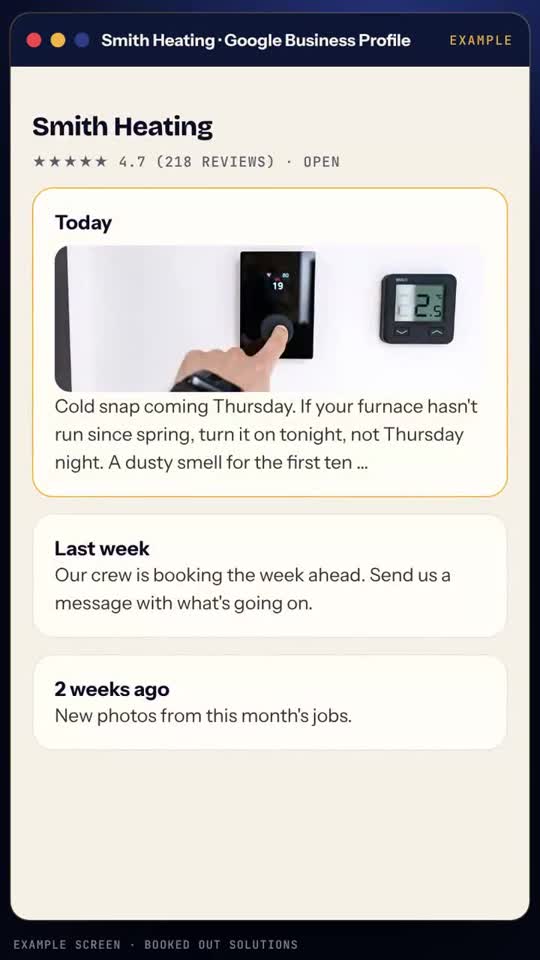 Smith Heating · Google Business Profile
EXAMPLE
Smith Heating
★★★★★ 4.7 (218 REVIEWS) · OPEN
Today
19
2.5
Cold snap coming Thursday. If your furnace hasn't
run since spring, turn it on tonight, not Thursday
night. A dusty smell for the first ten ...
Last week
Our crew is booking the week ahead. Send us a
message with what's going on.
2 weeks ago
New photos from this month's jobs.
EXAMPLE SCREEN · BOOKED OUT SOLUTIONS